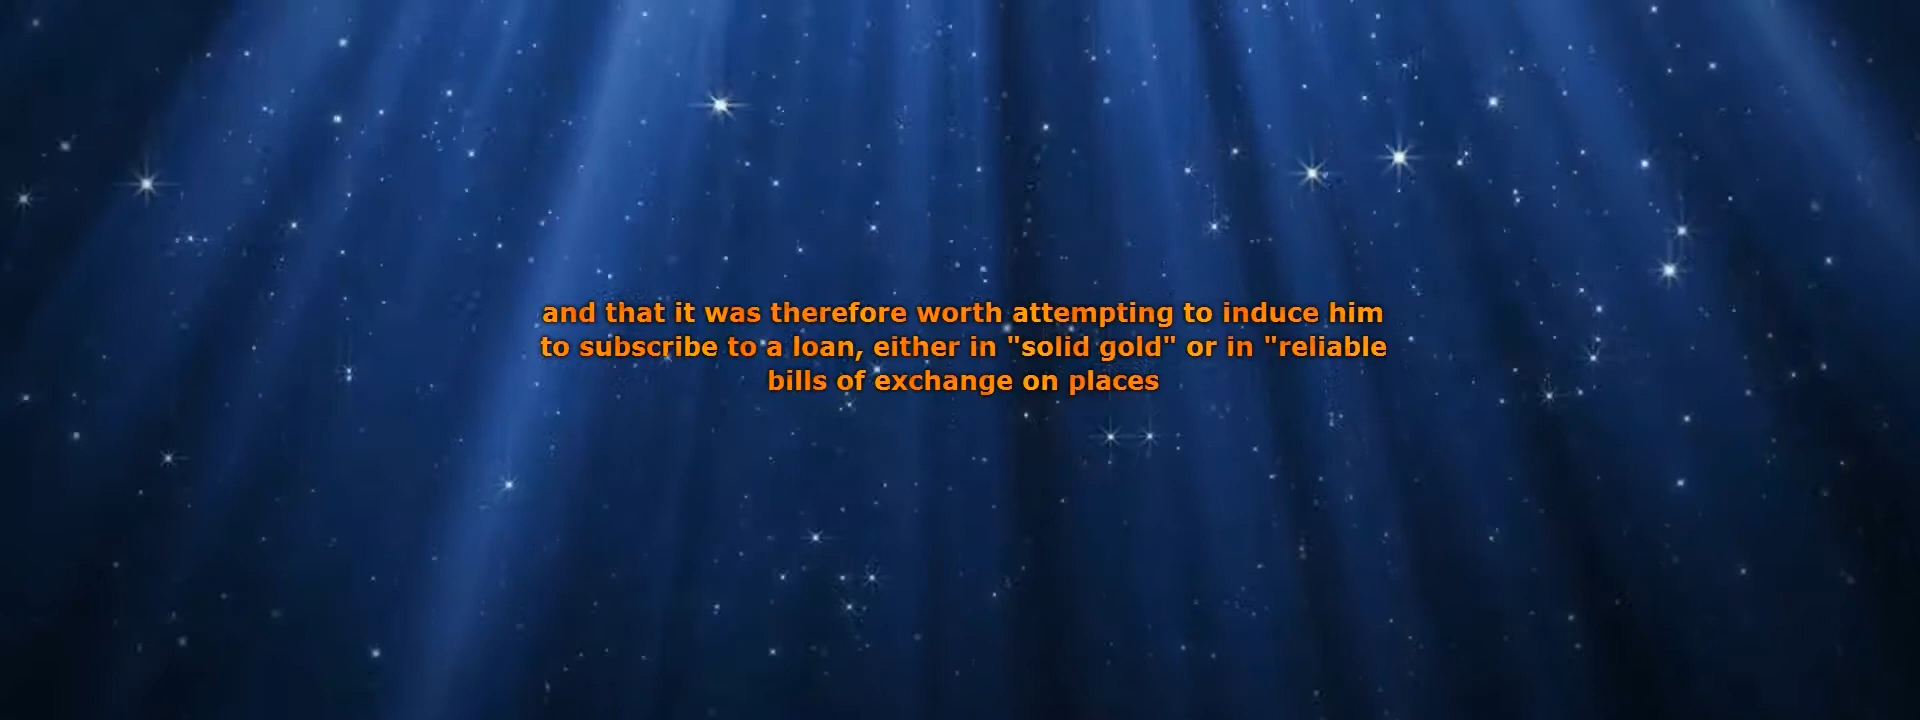 and that it was therefore worth attempting to induce him
to subscribe to a loan, either in "solid gold" or in "reliable
bills of exchange on places